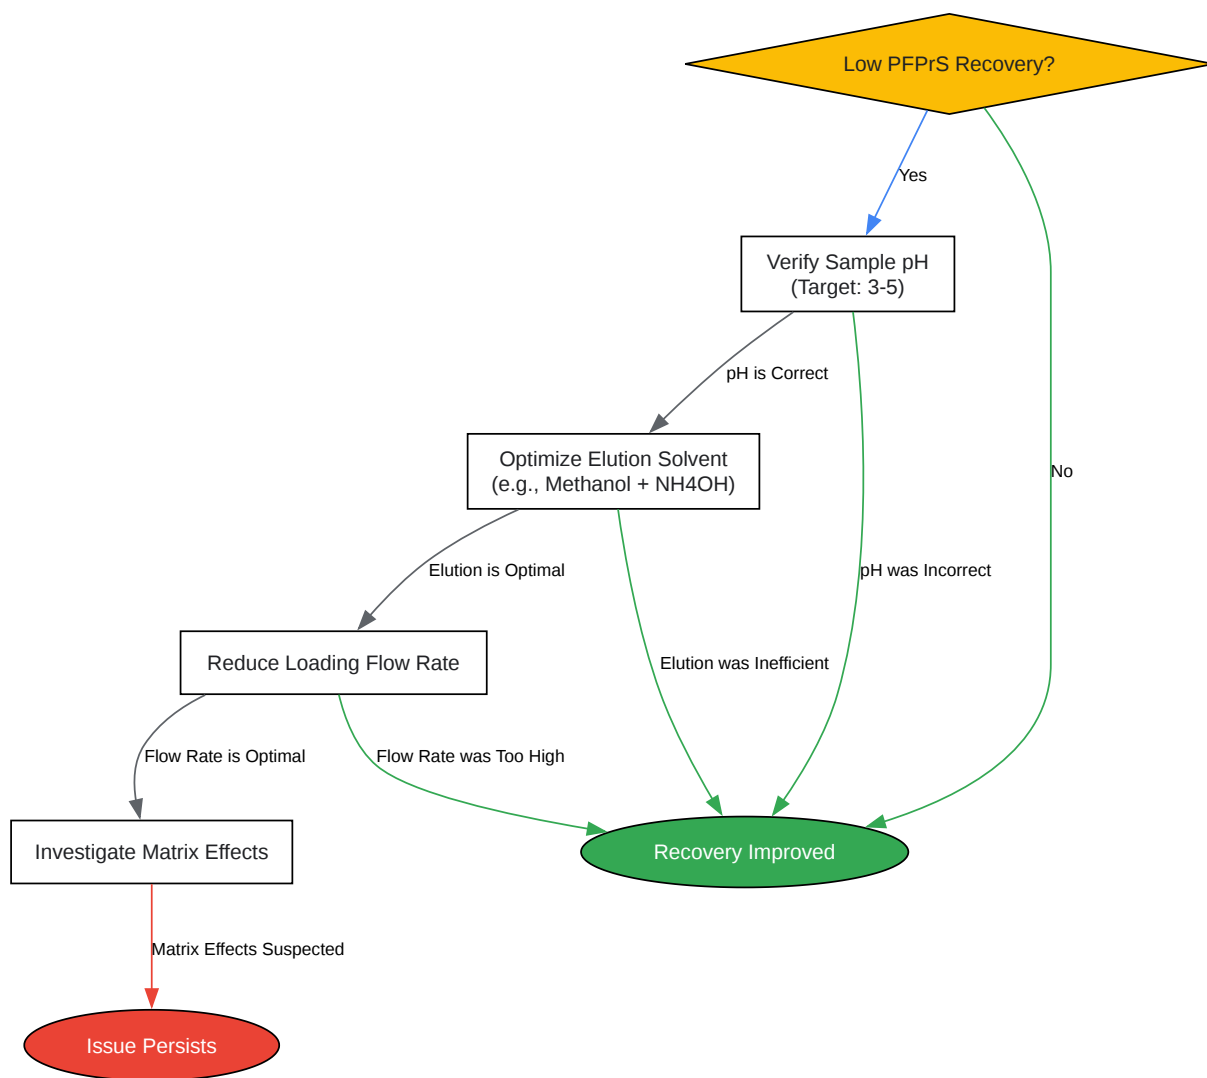 Low PFPrS Recovery?
Yes
Verify Sample pH
(Target: 3-5)
pH is Correct
Optimize Elution Solvent
(e.g., Methanol + NH4OH)
No
Elution is Optimal
pH was Incorrect
Reduce Loading Flow Rate
Elution was Inefficient
Flow Rate is Optimal
Flow Rate was Too High
Investigate Matrix Effects
Recovery Improved
Matrix Effects Suspected
Issue Persists